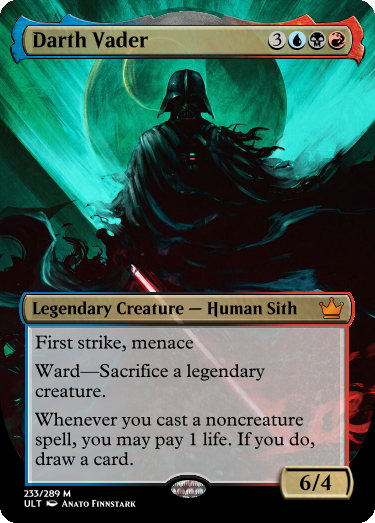 Darth Vader 3
Legendary Creature — Human Sith
First strike, menace
Ward—Sacrifice a legendary
creature.
Whenever you cast a noncreature
spell, you may pay 1 life. If you do,
draw a card.
6/4
233/289 M
ULT Anato Finnstark